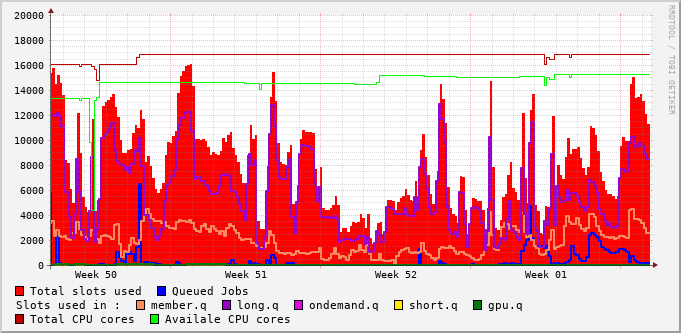 20000
18000
16000
14000
12000
10000
8000
6000
4000
2000
0
Week 50 Week 51 Week 52 Week 01
Total slots used Queued Jobs
Slots used in : member.q long.q ondemand.q short.q gpu.q
Total CPU cores Availale CPU cores
RRDTOOL / TOBI OETIKER